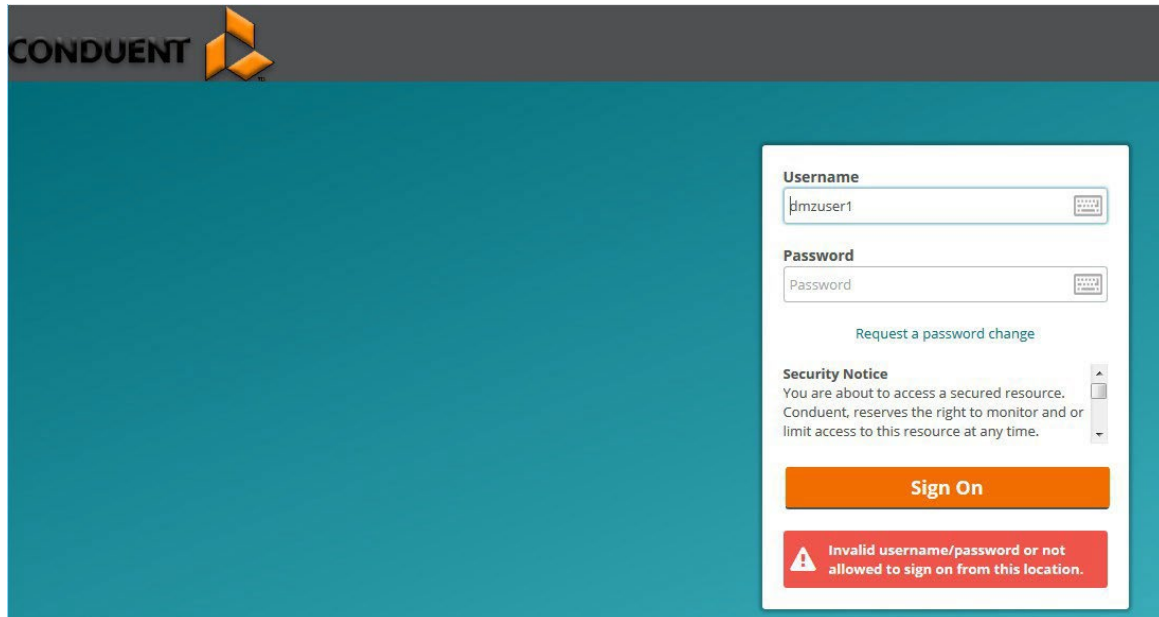 CONDUENT
TM
Username
dmzuser1
Password
Password
Request a password change
Security Notice
You are about to access a secured resource.
Conduent, reserves the right to monitor and or
limit access to this resource at any time.
Sign On
Invalid username/password or not
allowed to sign on from this location.